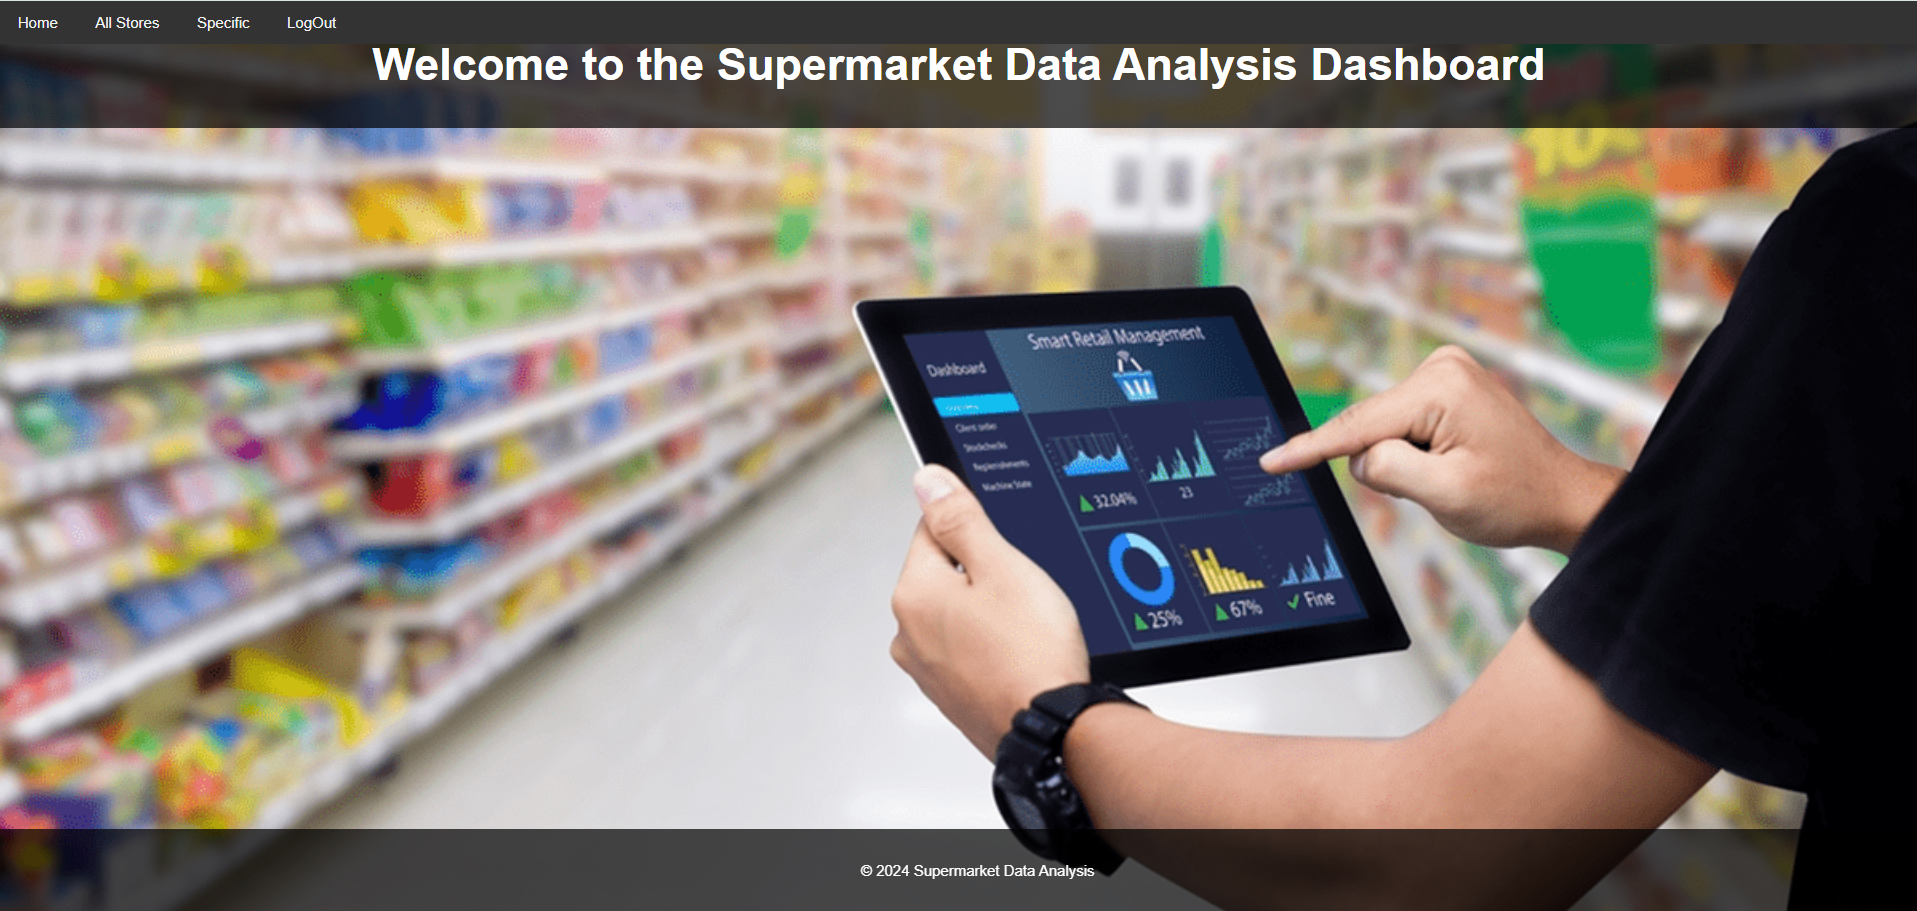 Home All Stores Specific LogOut
Welcome to the Supermarket Data Analysis Dashboard
Smart Retail Management
Dashboard
Client order
Stockchecks
Replenishments
Machine State
32.04%
23
25%
67%
Fine
© 2024 Supermarket Data Analysis